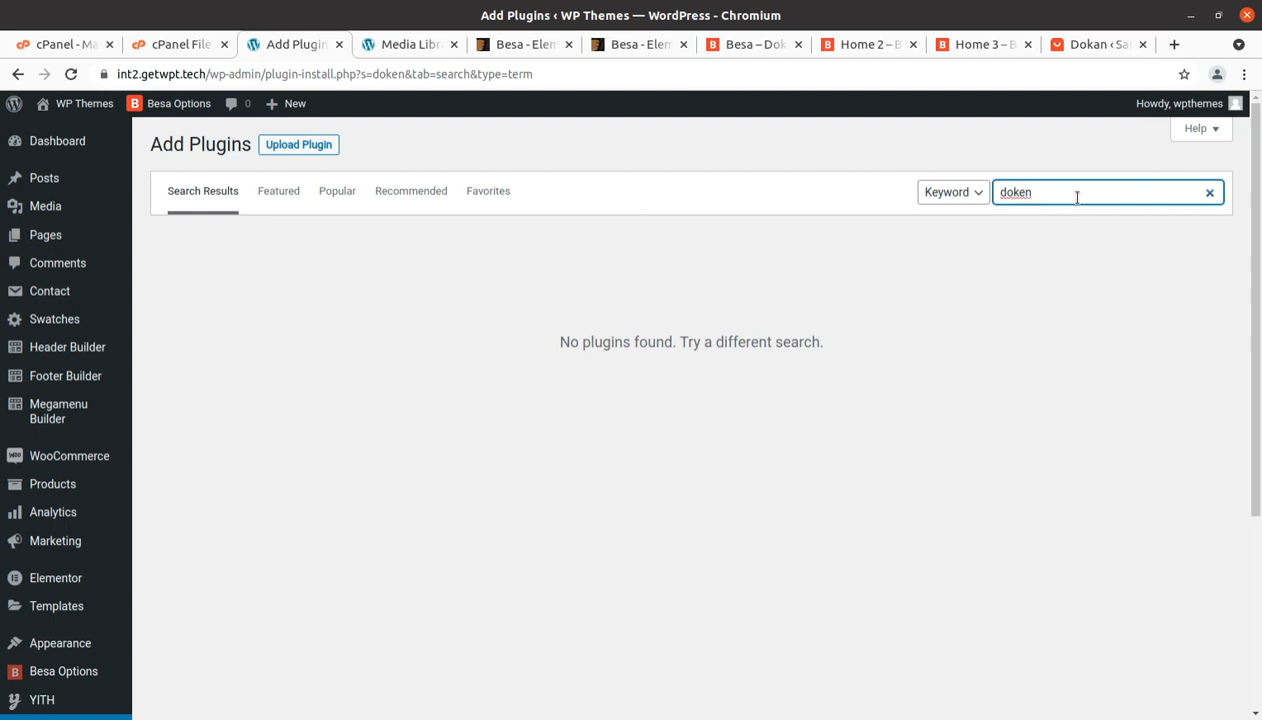 Add Plugins ‹ WP Themes — WordPress - Chromium
cPanel - Ma
cPanel File
Add Plugin
Media Libr
Besa - Elem
Besa - Elem
Besa – Dok
Home 2 – B
Home 3 – B
Dokan ‹ Sa
int2.getwpt.tech/wp-admin/plugin-install.php?s=doken&tab=search&type=term
WP Themes
B Besa Options
0
New
Howdy, wpthemes
Help
Add Plugins
Upload Plugin
Search Results
Featured
Popular
Recommended
Favorites
Keyword
doken
No plugins found. Try a different search.
Dashboard
Posts
Media
Pages
Comments
Contact
Swatches
Header Builder
Footer Builder
Megamenu
Builder
WooCommerce
Products
Analytics
Marketing
Elementor
Templates
Appearance
B Besa Options
YITH